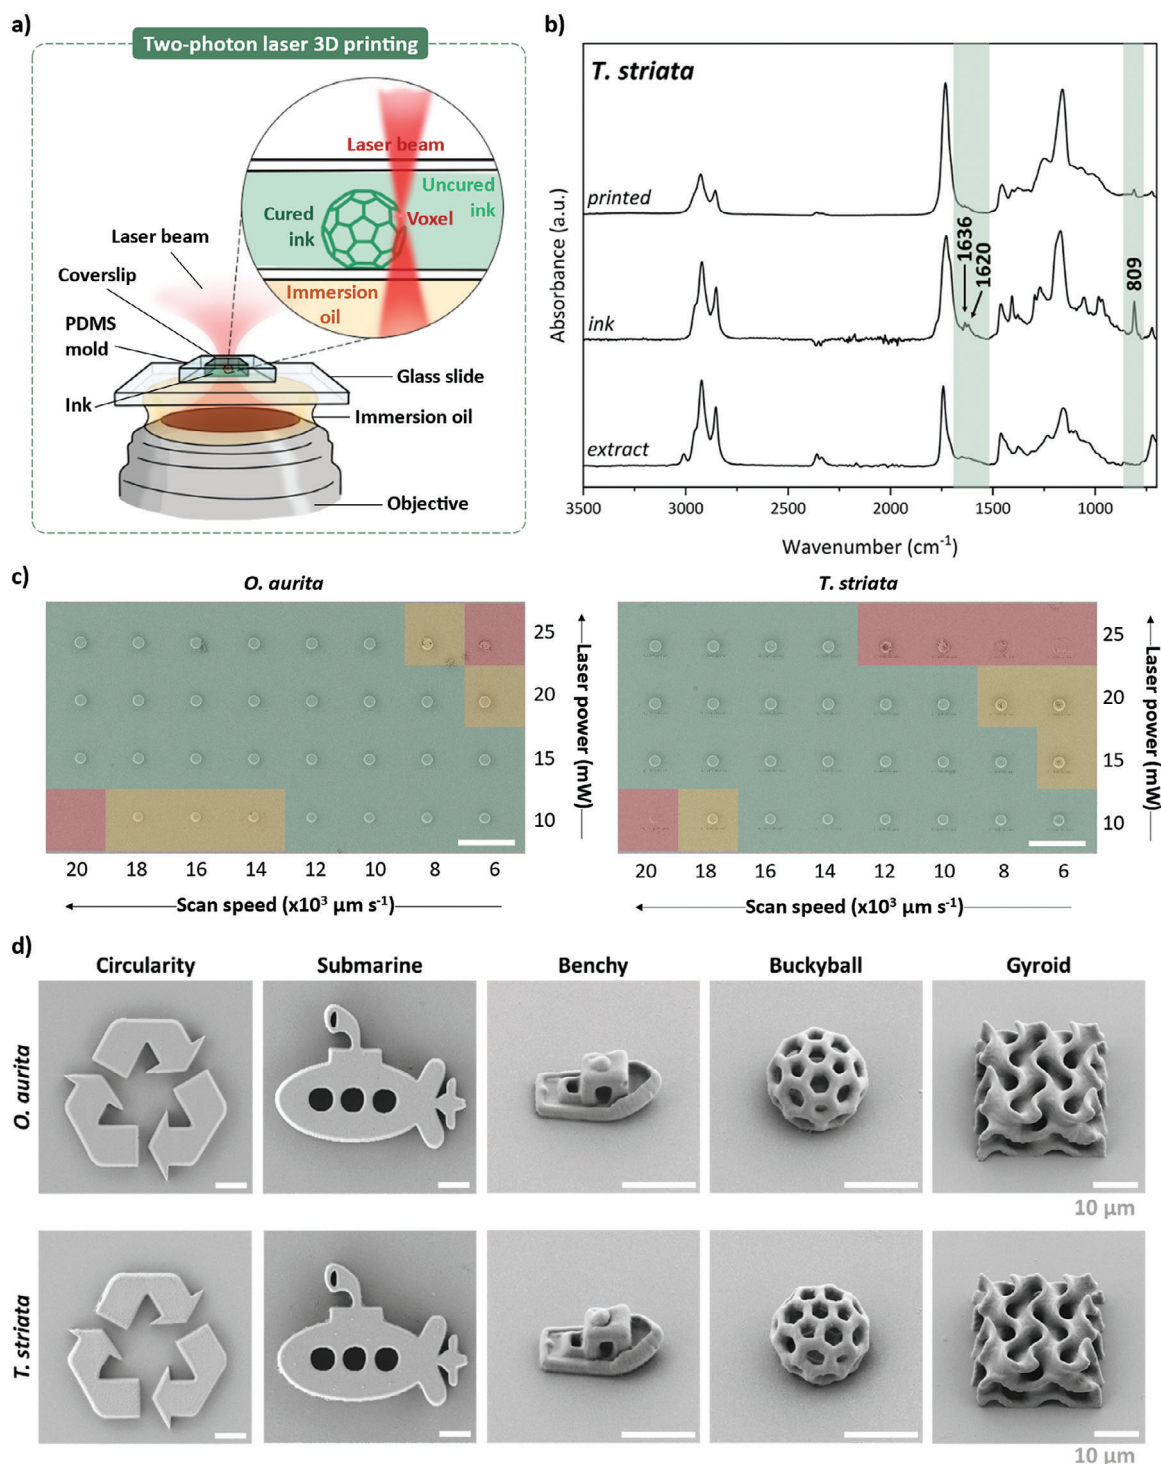 a)
Two-photon laser 3D printing
Laser beam
Uncured
ink
Cured
ink
Voxel
Immersion
oil
Laser beam
Coverslip
PDMS
mold
Glass slide
Ink
Immersion oil
Objective
b)
T. striata
printed
ink
extract
1636
1620
809
Absorbance (a.u.)
3500 3000 2500 2000 1500 1000
Wavenumber (cm⁻¹)
c)
O. aurita
25
20
15
10
Laser power (mW)
20 18 16 14 12 10 8 6
Scan speed (x10³ µm s⁻¹)
T. striata
25
20
15
10
Laser power (mW)
20 18 16 14 12 10 8 6
Scan speed (x10³ µm s⁻¹)
d)
Circularity Submarine Benchy Buckyball Gyroid
O. aurita
10 µm
T. striata
10 µm